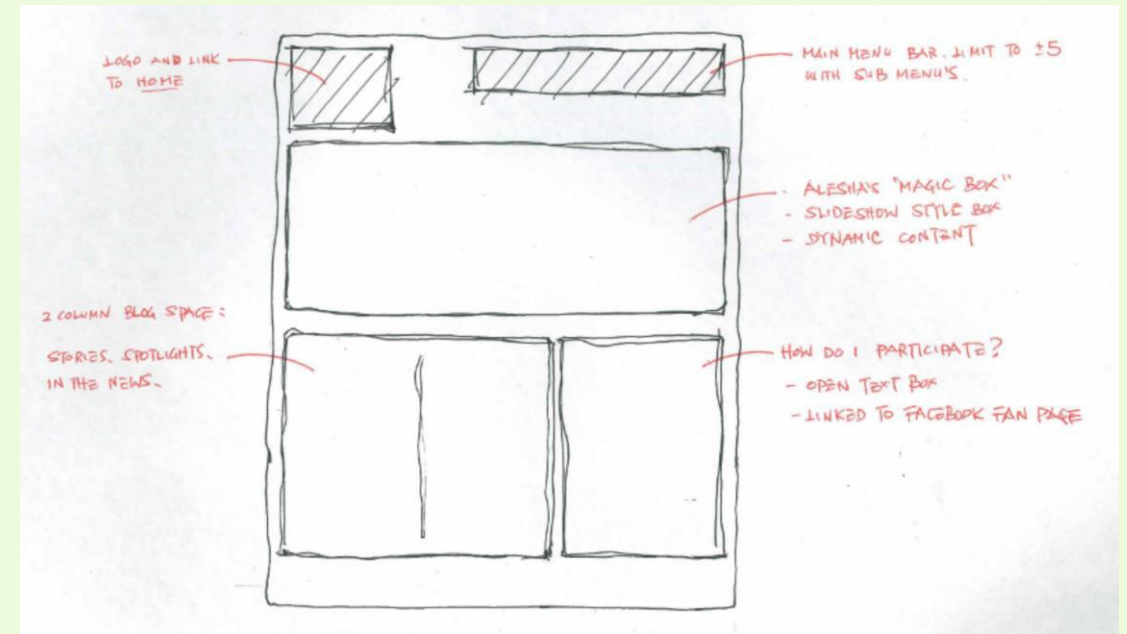 LOGO AND LINK
TO HOME
MAIN MENU BAR. LIMIT TO ±5
WITH SUB MENU'S.
- ALESHA'S "MAGIC BOX"
- SLIDESHOW STYLE BOX
- DYNAMIC CONTENT
2 COLUMN BLOG SPACE:
STORIES, SPOTLIGHTS,
IN THE NEWS.
HOW DO I PARTICIPATE?
- OPEN TEXT BOX
- LINKED TO FACEBOOK FAN PAGE